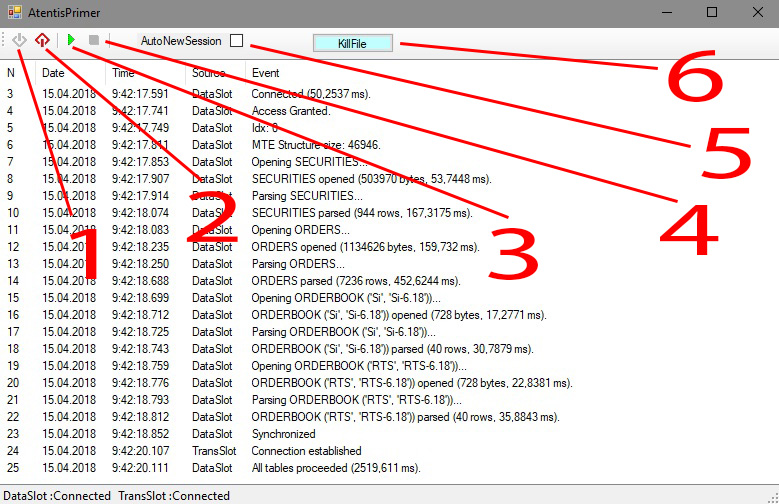 AtentisPrimer
AutoNewSession
KillFile
N Date Time Source Event
3 15.04.2018 9:42:17.591 DataSlot Connected (50,2537 ms).
4 15.04.2018 9:42:17.741 DataSlot Access Granted.
5 15.04.2018 9:42:17.749 DataSlot Idx: 0
6 15.04.2018 9:42:17.811 DataSlot MTE Structure size: 46946.
7 15.04.2018 9:42:17.853 DataSlot Opening SECURITIES...
8 15.04.2018 9:42:17.907 DataSlot SECURITIES opened (503970 bytes, 53,7448 ms).
9 15.04.2018 9:42:17.914 DataSlot Parsing SECURITIES...
10 15.04.2018 9:42:18.074 DataSlot SECURITIES parsed (944 rows, 167,3175 ms).
11 15.04.2018 9:42:18.083 DataSlot Opening ORDERS...
12 15.04.2018 9:42:18.235 DataSlot ORDERS opened (1134626 bytes, 159,732 ms).
13 15.04.2018 9:42:18.250 DataSlot Parsing ORDERS...
14 15.04.2018 9:42:18.688 DataSlot ORDERS parsed (7236 rows, 452,6244 ms).
15 15.04.2018 9:42:18.699 DataSlot Opening ORDERBOOK ('Si', 'Si-6.18'))...
16 15.04.2018 9:42:18.712 DataSlot ORDERBOOK ('Si', 'Si-6.18')) opened (728 bytes, 17,2771 ms).
17 15.04.2018 9:42:18.725 DataSlot Parsing ORDERBOOK ('Si', 'Si-6.18'))...
18 15.04.2018 9:42:18.743 DataSlot ORDERBOOK ('Si', 'Si-6.18')) parsed (40 rows, 30,7879 ms).
19 15.04.2018 9:42:18.759 DataSlot Opening ORDERBOOK ('RTS', 'RTS-6.18'))...
20 15.04.2018 9:42:18.776 DataSlot ORDERBOOK ('RTS', 'RTS-6.18')) opened (728 bytes, 22,8381 ms).
21 15.04.2018 9:42:18.793 DataSlot Parsing ORDERBOOK ('RTS', 'RTS-6.18'))...
22 15.04.2018 9:42:18.812 DataSlot ORDERBOOK ('RTS', 'RTS-6.18')) parsed (40 rows, 35,8843 ms).
23 15.04.2018 9:42:18.852 DataSlot Synchronized
24 15.04.2018 9:42:20.107 TransSlot Connection established
25 15.04.2018 9:42:20.111 DataSlot All tables proceeded (2519,611 ms).
DataSlot :Connected TransSlot :Connected
1
2
3
4
5
6